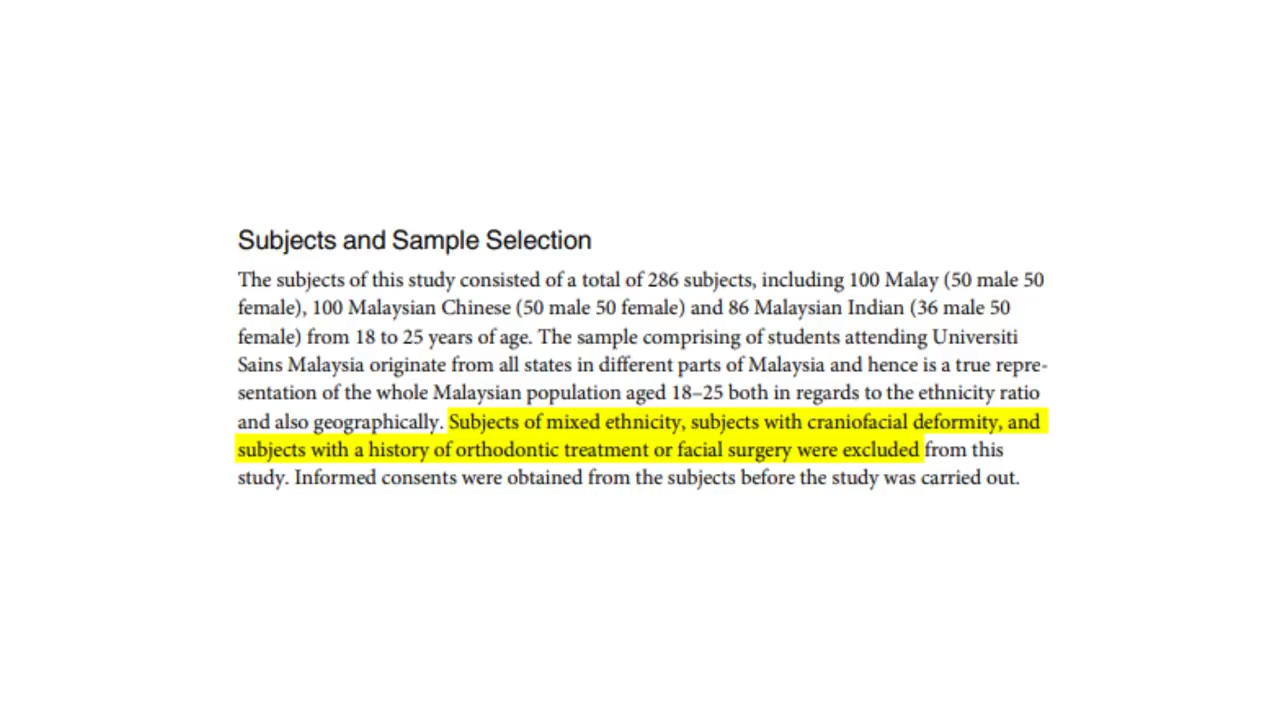 Subjects and Sample Selection
The subjects of this study consisted of a total of 286 subjects, including 100 Malay (50 male 50
female), 100 Malaysian Chinese (50 male 50 female) and 86 Malaysian Indian (36 male 50
female) from 18 to 25 years of age. The sample comprising of students attending Universiti
Sains Malaysia originate from all states in different parts of Malaysia and hence is a true repre-
sentation of the whole Malaysian population aged 18–25 both in regards to the ethnicity ratio
and also geographically. Subjects of mixed ethnicity, subjects with craniofacial deformity, and
subjects with a history of orthodontic treatment or facial surgery were excluded from this
study. Informed consents were obtained from the subjects before the study was carried out.